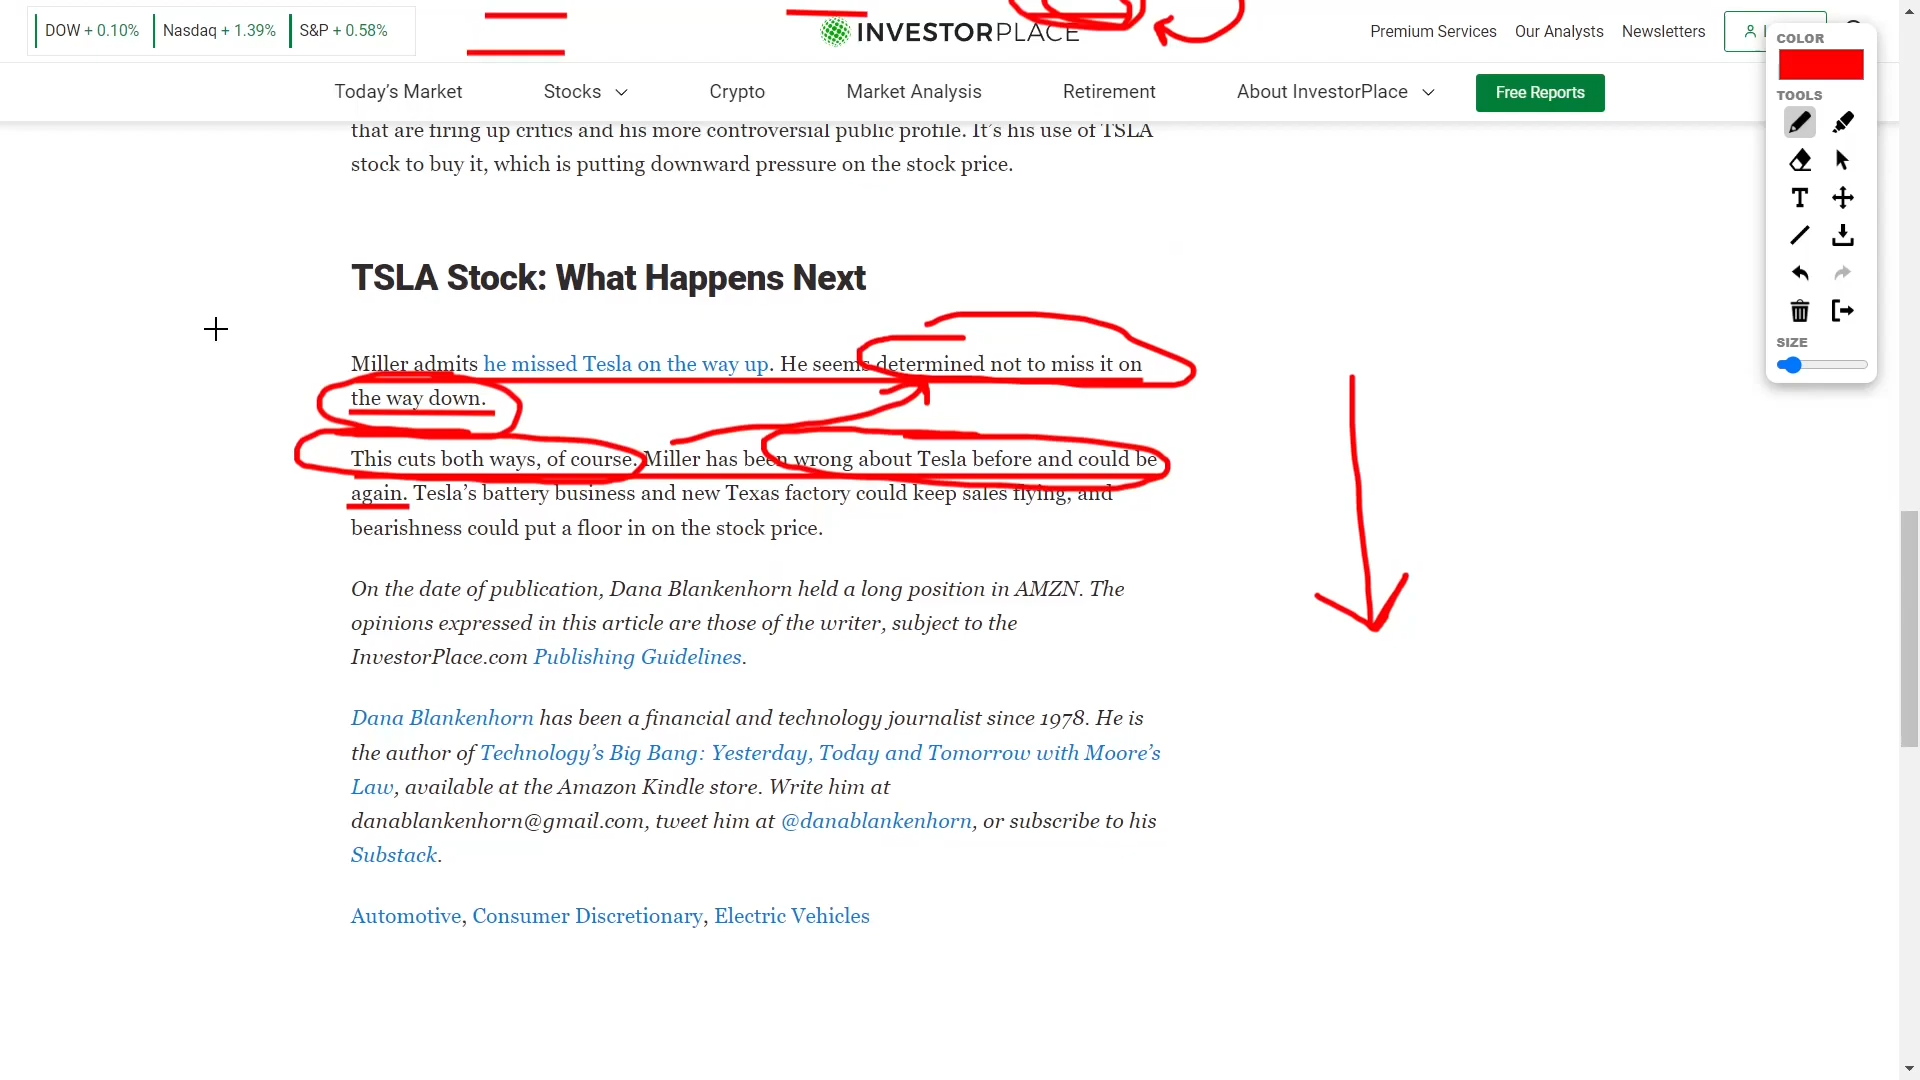 DOW + 0.10% Nasdaq + 1.39% S&P + 0.58%
INVESTORPLACE
Premium Services Our Analysts Newsletters
Today’s Market Stocks Crypto Market Analysis Retirement About InvestorPlace Free Reports
that are firing up critics and his more controversial public profile. It’s his use of TSLA
stock to buy it, which is putting downward pressure on the stock price.
TSLA Stock: What Happens Next
Miller admits he missed Tesla on the way up. He seems determined not to miss it on
the way down.
This cuts both ways, of course. Miller has been wrong about Tesla before and could be
again. Tesla’s battery business and new Texas factory could keep sales flying, and
bearishness could put a floor in on the stock price.
On the date of publication, Dana Blankenhorn held a long position in AMZN. The
opinions expressed in this article are those of the writer, subject to the
InvestorPlace.com Publishing Guidelines.
Dana Blankenhorn has been a financial and technology journalist since 1978. He is
the author of Technology’s Big Bang: Yesterday, Today and Tomorrow with Moore’s
Law, available at the Amazon Kindle store. Write him at
danablankenhorn@gmail.com, tweet him at @danablankenhorn, or subscribe to his
Substack.
Automotive, Consumer Discretionary, Electric Vehicles
COLOR
TOOLS
T
SIZE